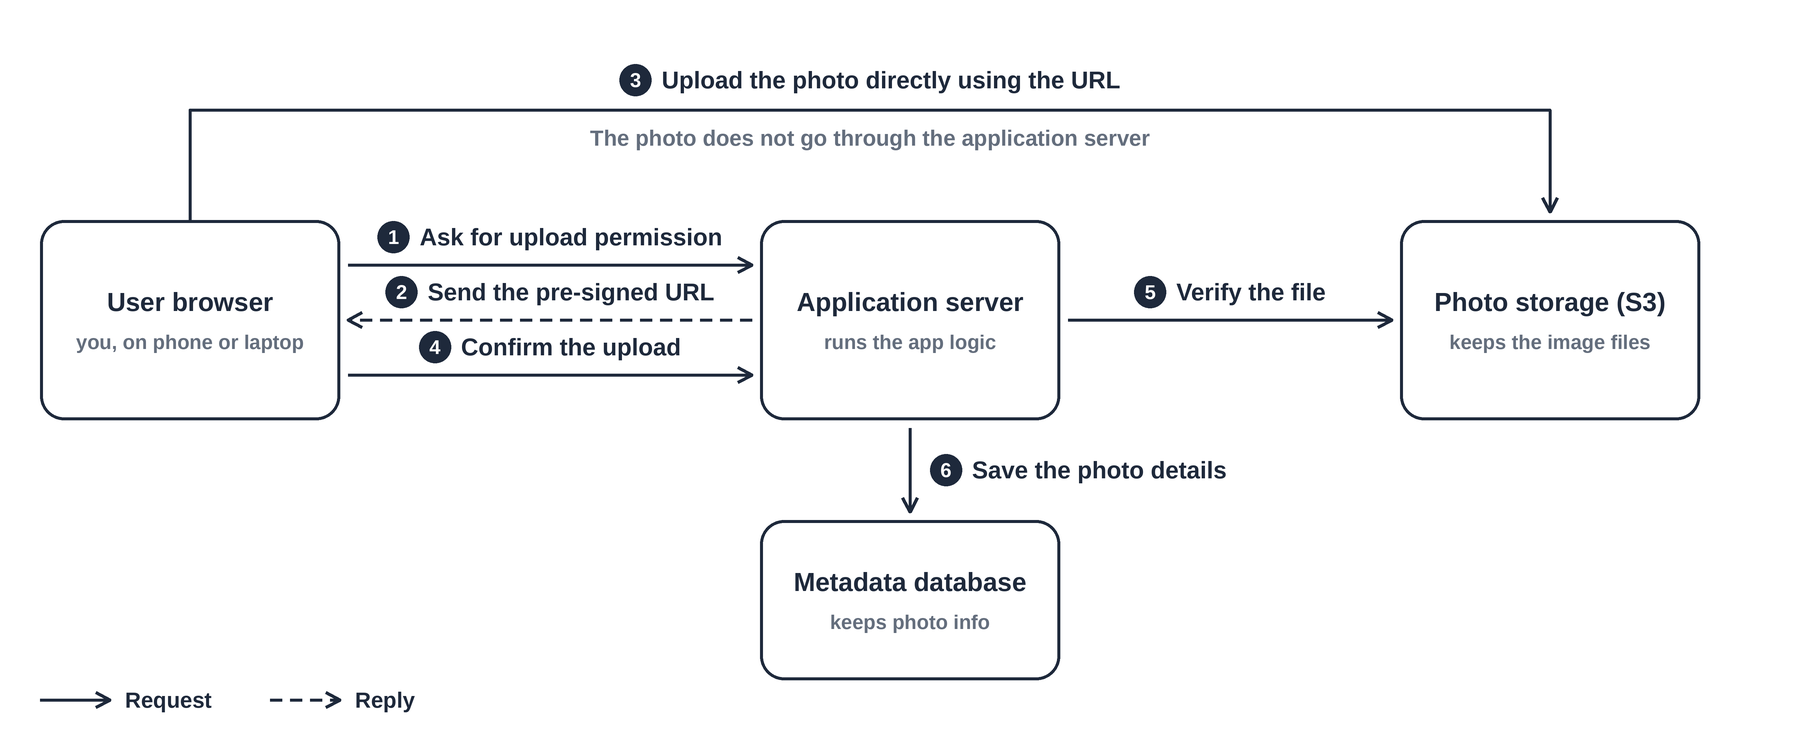 3 Upload the photo directly using the URL
The photo does not go through the application server
1 Ask for upload permission
2 Send the pre-signed URL
4 Confirm the upload
User browser
you, on phone or laptop
Application server
runs the app logic
5 Verify the file
Photo storage (S3)
keeps the image files
6 Save the photo details
Metadata database
keeps photo info
Request
Reply